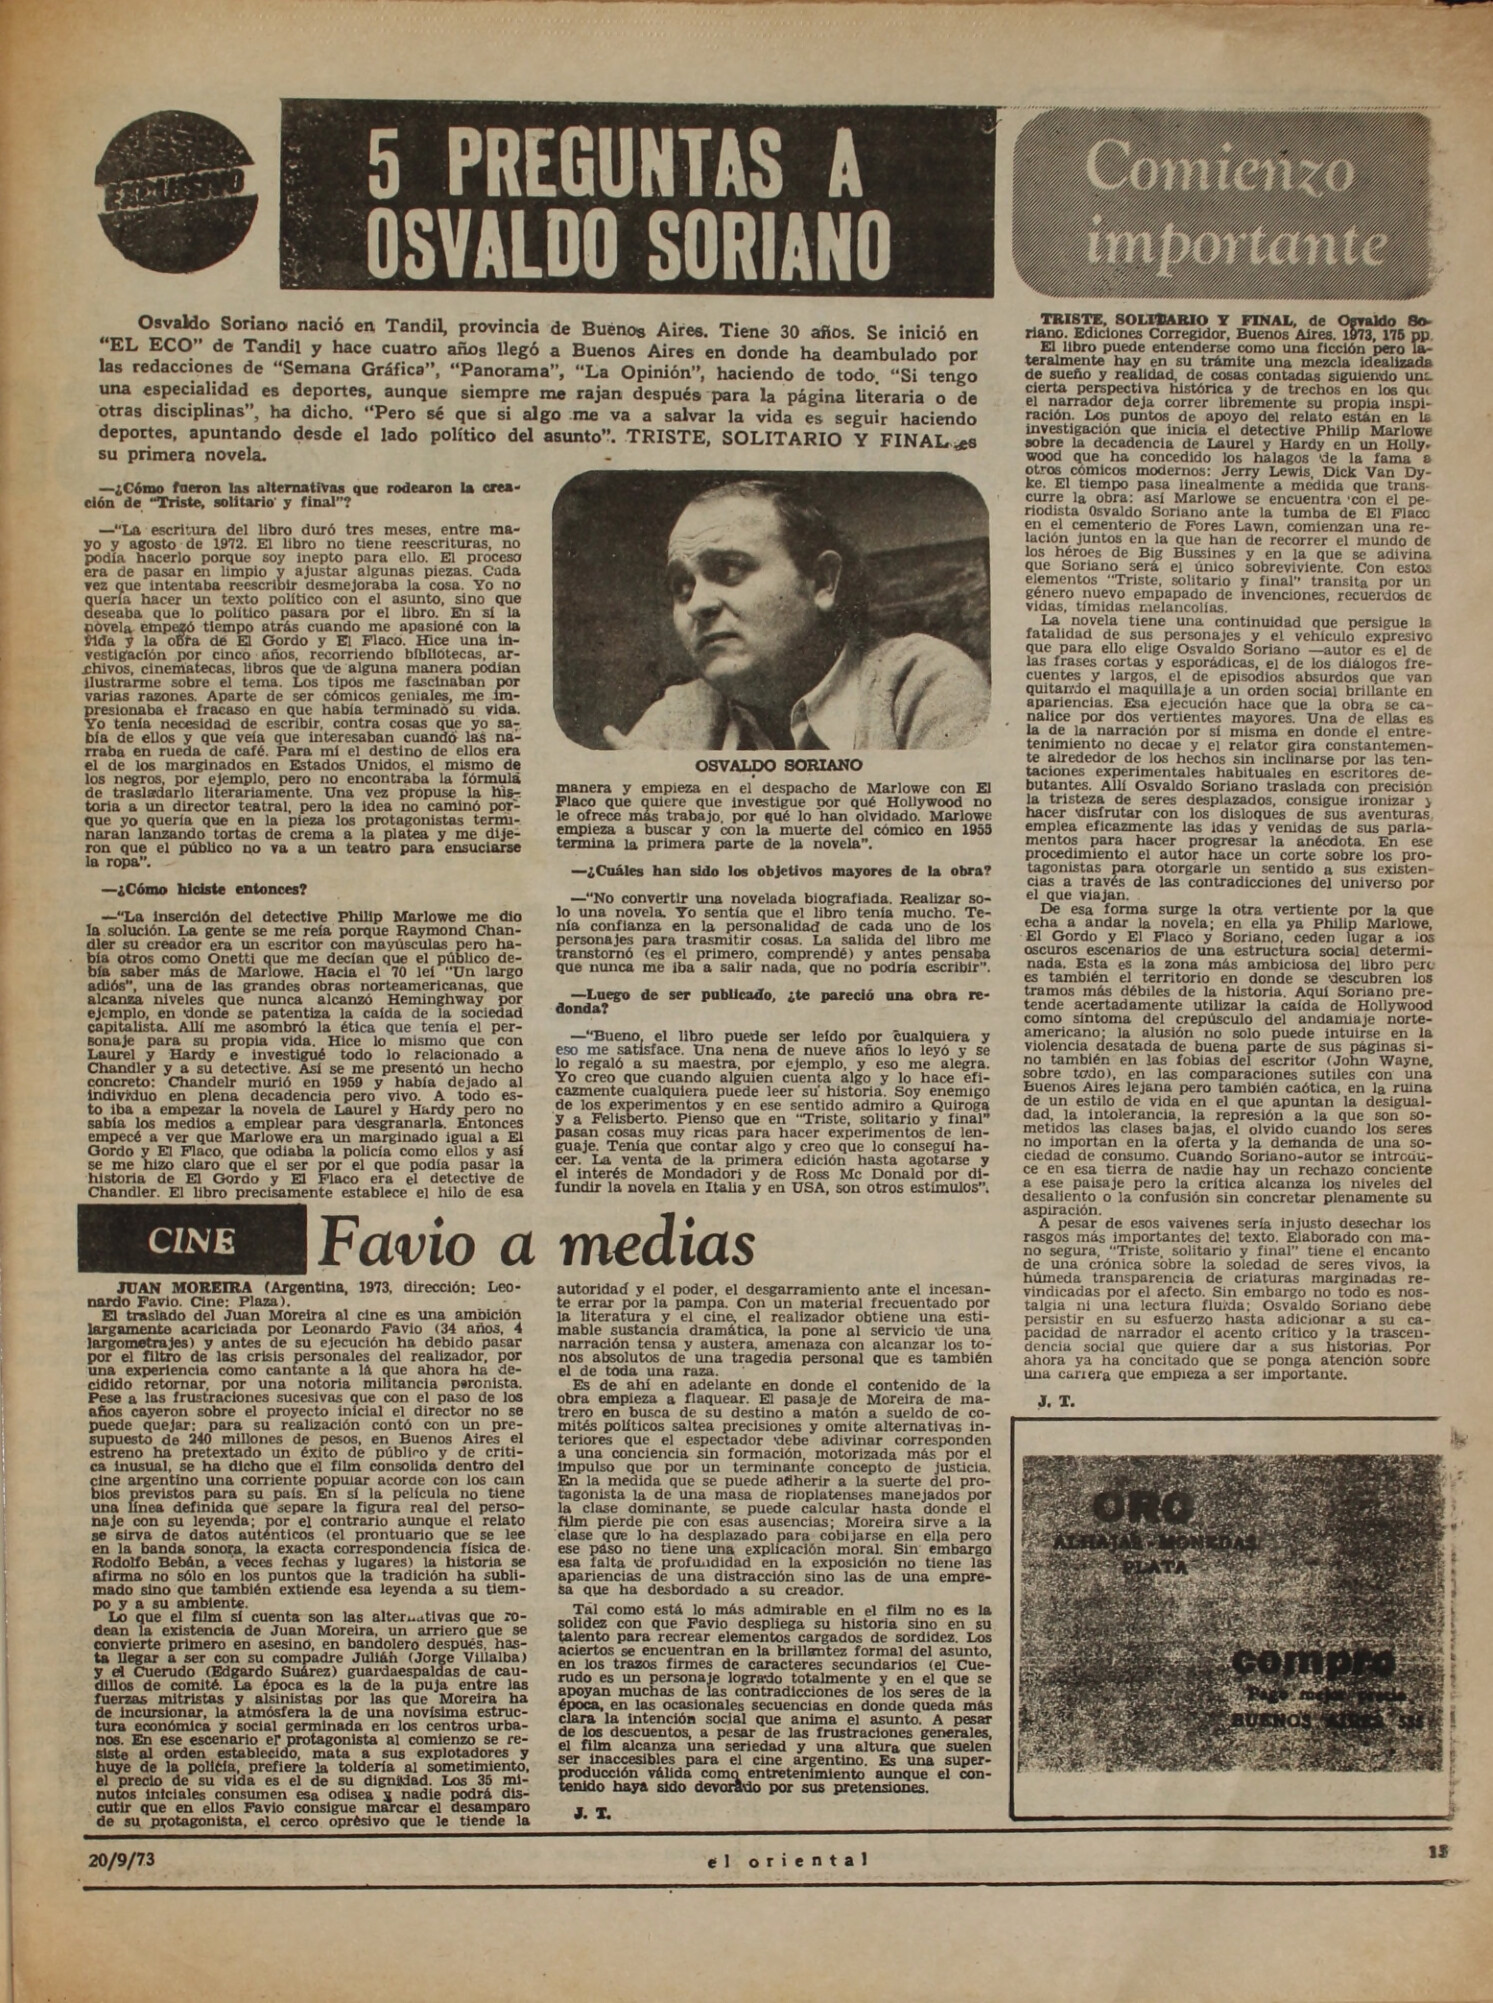 EXCLUSIVO
5 PREGUNTAS A
OSVALDO SORIANO
Osvaldo Soriano nació en Tandil, provincia de Buenos Aires. Tiene 30 años. Se inició en
"EL ECO" de Tandil y hace cuatro años llegó a Buenos Aires en donde ha deambulado por
las redacciones de "Semana Gráfica", "Panorama", "La Opinión", haciendo de todo. "Si tengo
una especialidad es deportes, aunque siempre me rajan después para la página literaria o de
otras disciplinas", ha dicho. "Pero sé que si algo me va a salvar la vida es seguir haciendo
deportes, apuntando desde el lado político del asunto". TRISTE, SOLITARIO Y FINAL es
su primera novela.
—¿Cómo fueron las alternativas que rodearon la crea-
ción de "Triste, solitario y final"?
—"La escritura del libro duró tres meses, entre ma-
yo y agosto de 1972. El libro no tiene reescrituras, no
podía hacerlo porque soy inepto para ello. El proceso
era de pasar en limpio y ajustar algunas piezas. Cada
vez que intentaba reescribir desmejoraba la cosa. Yo no
quería hacer un texto político con el asunto, sino que
deseaba que lo político pasara por el libro. En sí la
novela empezó tiempo atrás cuando me apasioné con la
vida y la obra de El Gordo y El Flaco. Hice una in-
vestigación por cinco años, recorriendo bibliotecas, ar-
chivos, cinematecas, libros que de alguna manera podían
ilustrarme sobre el tema. Los tipos me fascinaban por
varias razones. Aparte de ser cómicos geniales, me im-
presionaba el fracaso en que había terminado su vida.
Yo tenía necesidad de escribir, contra cosas que yo sa-
bía de ellos y que veía que interesaban cuando las na-
rraba en rueda de café. Para mí el destino de ellos era
el de los marginados en Estados Unidos, el mismo de
los negros, por ejemplo, pero no encontraba la fórmula
de trasladarlo literariamente. Una vez propuse la his-
toria a un director teatral, pero la idea no caminó por-
que yo quería que en la pieza los protagonistas termi-
naran lanzando tortas de crema a la platea y me dije-
ron que el público no va a un teatro para ensuciarse
la ropa".
—¿Cómo hiciste entonces?
—"La inserción del detective Philip Marlowe me dio
la solución. La gente se me reía porque Raymond Chan-
dler su creador era un escritor con mayúsculas pero ha-
bía otros como Onetti que me decían que el público de-
bía saber más de Marlowe. Hacia el 70 leí "Un largo
adiós", una de las grandes obras norteamericanas, que
alcanza niveles que nunca alcanzó Heminghway por
ejemplo, en donde se patentiza la caída de la sociedad
capitalista. Allí me asombró la ética que tenía el per-
sonaje para su propia vida. Hice lo mismo que con
Laurel y Hardy e investigué todo lo relacionado a
Chandler y a su detective. Así se me presentó un hecho
concreto: Chandelr murió en 1959 y había dejado al
individuo en plena decadencia pero vivo. A todo es-
to iba a empezar la novela de Laurel y Hardy pero no
sabía los medios a emplear para desgranarla. Entonces
empecé a ver que Marlowe era un marginado igual a El
Gordo y El Flaco, que odiaba la policía como ellos y así
se me hizo claro que el ser por el que podía pasar la
historia de El Gordo y El Flaco era el detective de
Chandler. El libro precisamente establece el hilo de esa
OSVALDO SORIANO
manera y empieza en el despacho de Marlowe con El
Flaco que quiere que investigue por qué Hollywood no
le ofrece más trabajo, por qué lo han olvidado. Marlowe
empieza a buscar y con la muerte del cómico en 1955
termina la primera parte de la novela".
—¿Cuáles han sido los objetivos mayores de la obra?
—"No convertir una novelada biografiada. Realizar so-
lo una novela. Yo sentía que el libro tenía mucho. Te-
nía confianza en la personalidad de cada uno de los
personajes para trasmitir cosas. La salida del libro me
transtornó (es el primero, comprendé) y antes pensaba
que nunca me iba a salir nada, que no podría escribir".
—Luego de ser publicado, ¿te pareció una obra re-
donda?
—"Bueno, el libro puede ser leído por cualquiera y
eso me satisface. Una nena de nueve años lo leyó y se
lo regaló a su maestra, por ejemplo, y eso me alegra.
Yo creo que cuando alguien cuenta algo y lo hace efi-
cazmente cualquiera puede leer su historia. Soy enemigo
de los experimentos y en ese sentido admiro a Quiroga
y a Felisberto. Pienso que en "Triste, solitario y final"
pasan cosas muy ricas para hacer experimentos de len-
guaje. Tenía que contar algo y creo que lo conseguí ha-
cer. La venta de la primera edición hasta agotarse y
el interés de Mondadori y de Ross Mc Donald por di-
fundir la novela en Italia y en USA, son otros estímulos".
Comienzo
importante
TRISTE, SOLITARIO Y FINAL, de Osvaldo So-
riano. Ediciones Corregidor, Buenos Aires. 1973, 175 pp.
El libro puede entenderse como una ficción pero la-
teralmente hay en su trámite una mezcla idealizada
de sueño y realidad, de cosas contadas siguiendo una
cierta perspectiva histórica y de trechos en los que
el narrador deja correr libremente su propia inspi-
ración. Los puntos de apoyo del relato están en la
investigación que inicia el detective Philip Marlowe
sobre la decadencia de Laurel y Hardy en un Holly-
wood que ha concedido los halagos de la fama a
otros cómicos modernos: Jerry Lewis, Dick Van Dy-
ke. El tiempo pasa linealmente a medida que trans-
curre la obra: así Marlowe se encuentra con el pe-
riodista Osvaldo Soriano ante la tumba de El Flaco
en el cementerio de Fores Lawn, comienzan una re-
lación juntos en la que han de recorrer el mundo de
los héroes de Big Bussines y en la que se adivina
que Soriano será el único sobreviviente. Con estos
elementos "Triste, solitario y final" transita por un
género nuevo empapado de invenciones, recuerdos de
vidas, tímidas melancolías.
La novela tiene una continuidad que persigue la
fatalidad de sus personajes y el vehículo expresivo
que para ello elige Osvaldo Soriano —autor es el de
las frases cortas y esporádicas, el de los diálogos fre-
cuentes y largos, el de episodios absurdos que van
quitando el maquillaje a un orden social brillante en
apariencias. Esa ejecución hace que la obra se ca-
nalice por dos vertientes mayores. Una de ellas es
la de la narración por sí misma en donde el entre-
tenimiento no decae y el relator gira constantemen-
te alrededor de los hechos sin inclinarse por las ten-
taciones experimentales habituales en escritores de-
butantes. Allí Osvaldo Soriano traslada con precisión
la tristeza de seres desplazados, consigue ironizar y
hacer disfrutar con los disloques de sus aventuras,
emplea eficazmente las idas y venidas de sus parla-
mentos para hacer progresar la anécdota. En ese
procedimiento el autor hace un corte sobre los pro-
tagonistas para otorgarle un sentido a sus existen-
cias a través de las contradicciones del universo por
el que viajan.
De esa forma surge la otra vertiente por la que
echa a andar la novela; en ella ya Philip Marlowe,
El Gordo y El Flaco y Soriano, ceden lugar a los
oscuros escenarios de una estructura social determi-
nada. Esta es la zona más ambiciosa del libro pero
es también el territorio en donde se descubren los
tramos más débiles de la historia. Aquí Soriano pre-
tende acertadamente utilizar la caída de Hollywood
como síntoma del crepúsculo del andamiaje norte-
americano; la alusión no solo puede intuirse en la
violencia desatada de buena parte de sus páginas si-
no también en las fobias del escritor (John Wayne,
sobre todo), en las comparaciones sutiles con una
Buenos Aires lejana pero también caótica, en la ruina
de un estilo de vida en el que apuntan la desigual-
dad, la intolerancia, la represión a la que son so-
metidos las clases bajas, el olvido cuando los seres
no importan en la oferta y la demanda de una so-
ciedad de consumo. Cuando Soriano-autor se introdu-
ce en esa tierra de nadie hay un rechazo conciente
a ese paisaje pero la crítica alcanza los niveles del
desaliento o la confusión sin concretar plenamente su
aspiración.
A pesar de esos vaivenes sería injusto desechar los
rasgos más importantes del texto. Elaborado con ma-
no segura, "Triste, solitario y final" tiene el encanto
de una crónica sobre la soledad de seres vivos, la
húmeda transparencia de criaturas marginadas re-
vindicadas por el afecto. Sin embargo no todo es nos-
talgia ni una lectura fluída; Osvaldo Soriano debe
persistir en su esfuerzo hasta adicionar a su ca-
pacidad de narrador el acento crítico y la trascen-
dencia social que quiere dar a sus historias. Por
ahora ya ha concitado que se ponga atención sobre
una carrera que empieza a ser importante.
J. T.
CINE
Favio a medias
JUAN MOREIRA (Argentina, 1973, dirección: Leo-
nardo Favio. Cine: Plaza).
El traslado del Juan Moreira al cine es una ambición
largamente acariciada por Leonardo Favio (34 años, 4
largometrajes) y antes de su ejecución ha debido pasar
por el filtro de las crisis personales del realizador, por
una experiencia como cantante a la que ahora ha de-
cidido retornar, por una notoria militancia peronista.
Pese a las frustraciones sucesivas que con el paso de los
años cayeron sobre el proyecto inicial el director no se
puede quejar; para su realización contó con un pre-
supuesto de 240 millones de pesos, en Buenos Aires el
estreno ha pretextado un éxito de público y de críti-
ca inusual, se ha dicho que el film consolida dentro del
cine argentino una corriente popular acorde con los cam
bios previstos para su país. En sí la película no tiene
una línea definida que separe la figura real del perso-
naje con su leyenda; por el contrario aunque el relato
se sirva de datos auténticos (el prontuario que se lee
en la banda sonora, la exacta correspondencia física de
Rodolfo Bebán, a veces fechas y lugares) la historia se
afirma no sólo en los puntos que la tradición ha subli-
mado sino que también extiende esa leyenda a su tiem-
po y a su ambiente.
Lo que el film sí cuenta son las alternativas que ro-
dean la existencia de Juan Moreira, un arriero que se
convierte primero en asesino, en bandolero después, has-
ta llegar a ser con su compadre Julián (Jorge Villalba)
y el Cuerudo (Edgardo Suárez) guardaespaldas de cau-
dillos de comité. La época es la de la puja entre las
fuerzas mitristas y alsinistas por las que Moreira ha
de incursionar, la atmósfera la de una novísima estruc-
tura económica y social germinada en los centros urba-
nos. En ese escenario el protagonista al comienzo se re-
siste al orden establecido, mata a sus explotadores y
huye de la policía, prefiere la toldería al sometimiento,
el precio de su vida es el de su dignidad. Los 35 mi-
nutos iniciales consumen esa odisea y nadie podrá dis-
cutir que en ellos Favio consigue marcar el desamparo
de su protagonista, el cerco opresivo que le tiende la
autoridad y el poder, el desgarramiento ante el incesan-
te errar por la pampa. Con un material frecuentado por
la literatura y el cine, el realizador obtiene una esti-
mable sustancia dramática, la pone al servicio de una
narración tensa y austera, amenaza con alcanzar los to-
nos absolutos de una tragedia personal que es también
el de toda una raza.
Es de ahí en adelante en donde el contenido de la
obra empieza a flaquear. El pasaje de Moreira de ma-
trero en busca de su destino a matón a sueldo de co-
mités políticos saltea precisiones y omite alternativas in-
teriores que el espectador debe adivinar corresponden
a una conciencia sin formación, motorizada más por el
impulso que por un terminante concepto de justicia.
En la medida que se puede adherir a la suerte del pro-
tagonista la de una masa de rioplatenses manejados por
la clase dominante, se puede calcular hasta donde el
film pierde pie con esas ausencias; Moreira sirve a la
clase que lo ha desplazado para cobijarse en ella pero
ese paso no tiene una explicación moral. Sin embargo
esa falta de profundidad en la exposición no tiene las
apariencias de una distracción sino las de una empre-
sa que ha desbordado a su creador.
Tal como está lo más admirable en el film no es la
solidez con que Favio despliega su historia sino en su
talento para recrear elementos cargados de sordidez. Los
aciertos se encuentran en la brillantez formal del asunto,
en los trazos firmes de caracteres secundarios (el Cue-
rudo es un personaje logrado totalmente y en el que se
apoyan muchas de las contradicciones de los seres de la
época, en las ocasionales secuencias en donde queda más
clara la intención social que anima el asunto. A pesar
de los descuentos, a pesar de las frustraciones generales,
el film alcanza una seriedad y una altura que suelen
ser inaccesibles para el cine argentino. Es una super-
producción válida como entretenimiento aunque el con-
tenido haya sido devorado por sus pretensiones.
J. T.
ORO
ALHAJAS - MONEDAS
PLATA
compro
Pago mejor precio
BUENOS AIRES
20/9/73
el oriental